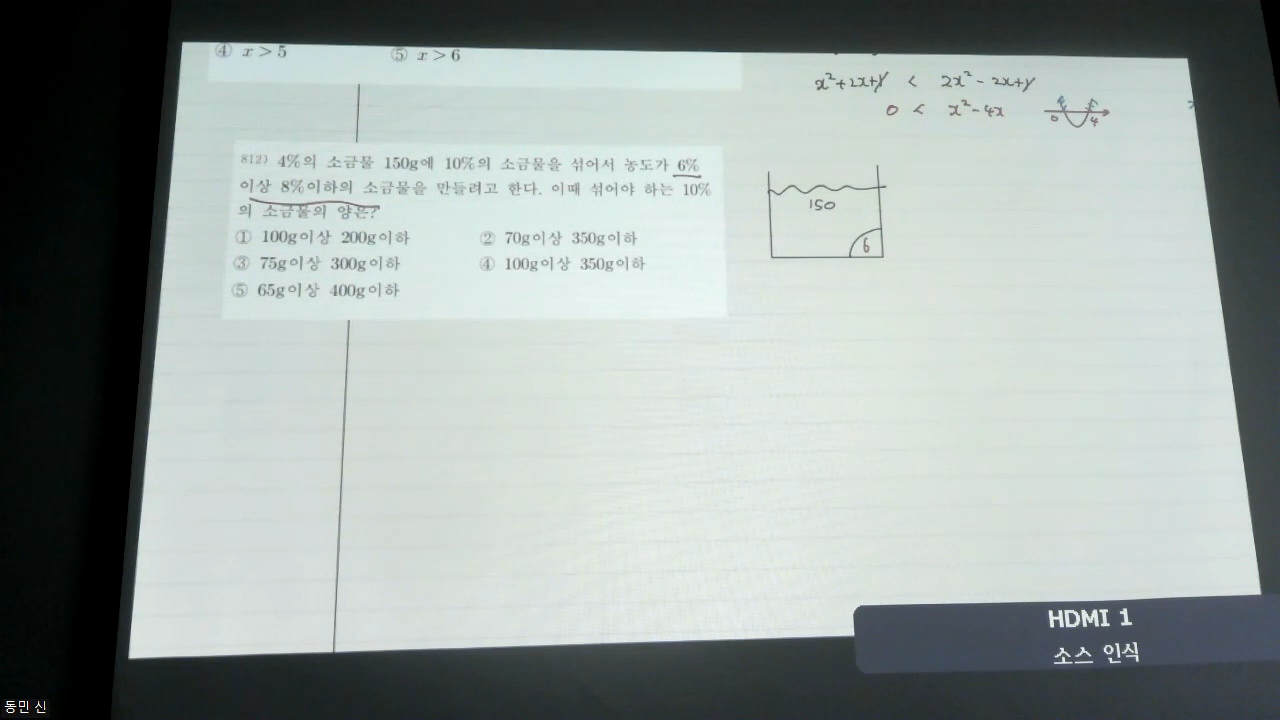 ④ x > 5 ⑤ x > 6
x²+2x+y < 2x²-2x+y
0 < x²-4x
0 4
812) 4%의 소금물 150g에 10%의 소금물을 섞어서 농도가 6%
이상 8%이하의 소금물을 만들려고 한다. 이때 섞어야 하는 10%
의 소금물의 양은?
① 100g이상 200g이하 ② 70g이상 350g이하
③ 75g이상 300g이하 ④ 100g이상 350g이하
⑤ 65g이상 400g이하
150
6
HDMI 1
소스 인식
동민 신